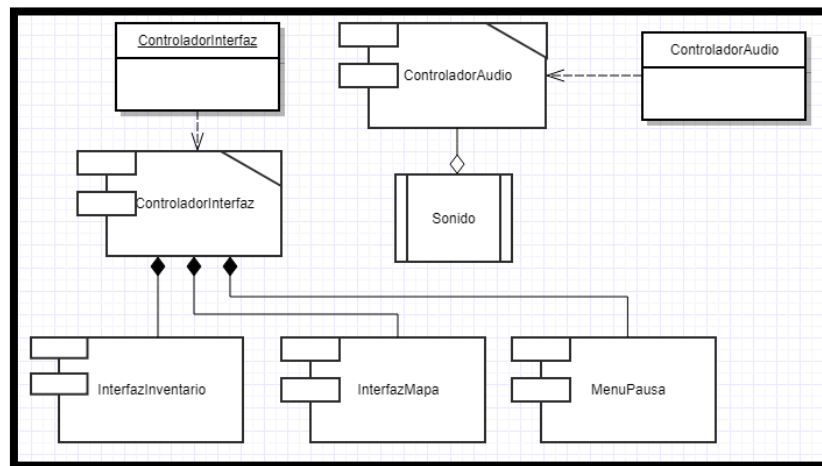 ControladorInterfaz
ControladorAudio
ControladorAudio
ControladorInterfaz
Sonido
InterfazInventario
InterfazMapa
MenuPausa